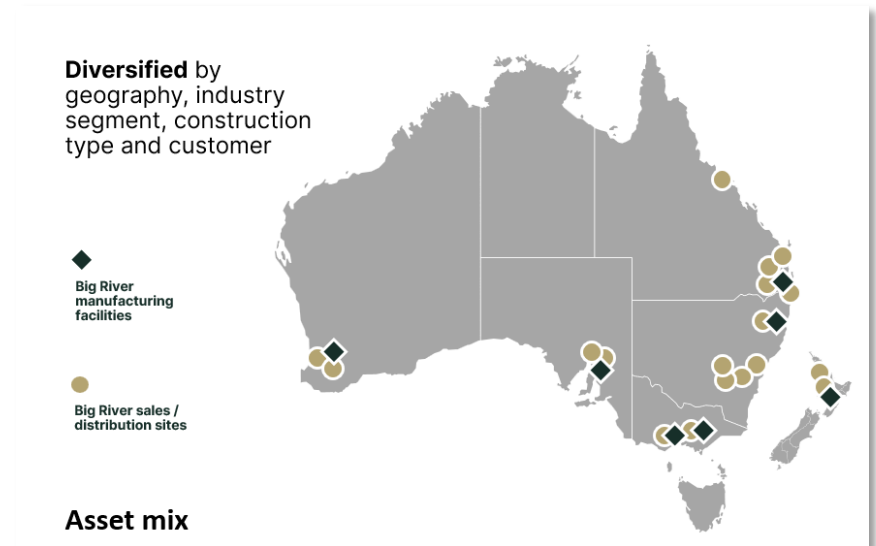 Diversified by
geography, industry
segment, construction
type and customer
Big River
manufacturing
facilities
Big River sales /
distribution sites
Asset mix